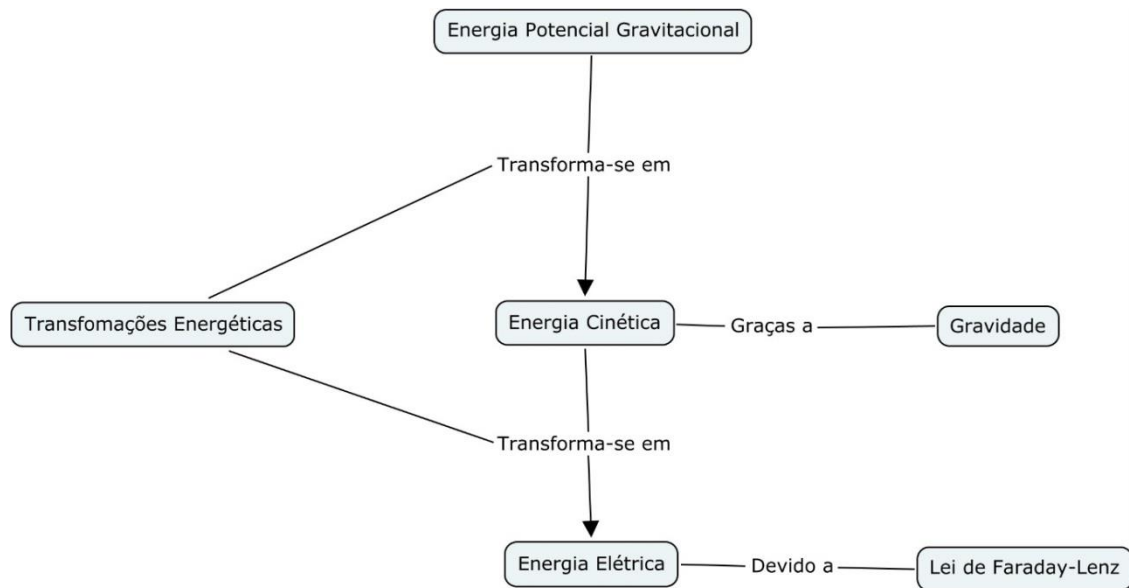 Energia Potencial Gravitacional
Transforma-se em
Transfomações Energéticas
Energia Cinética
Graças a
Gravidade
Transforma-se em
Energia Elétrica
Devido a
Lei de Faraday-Lenz